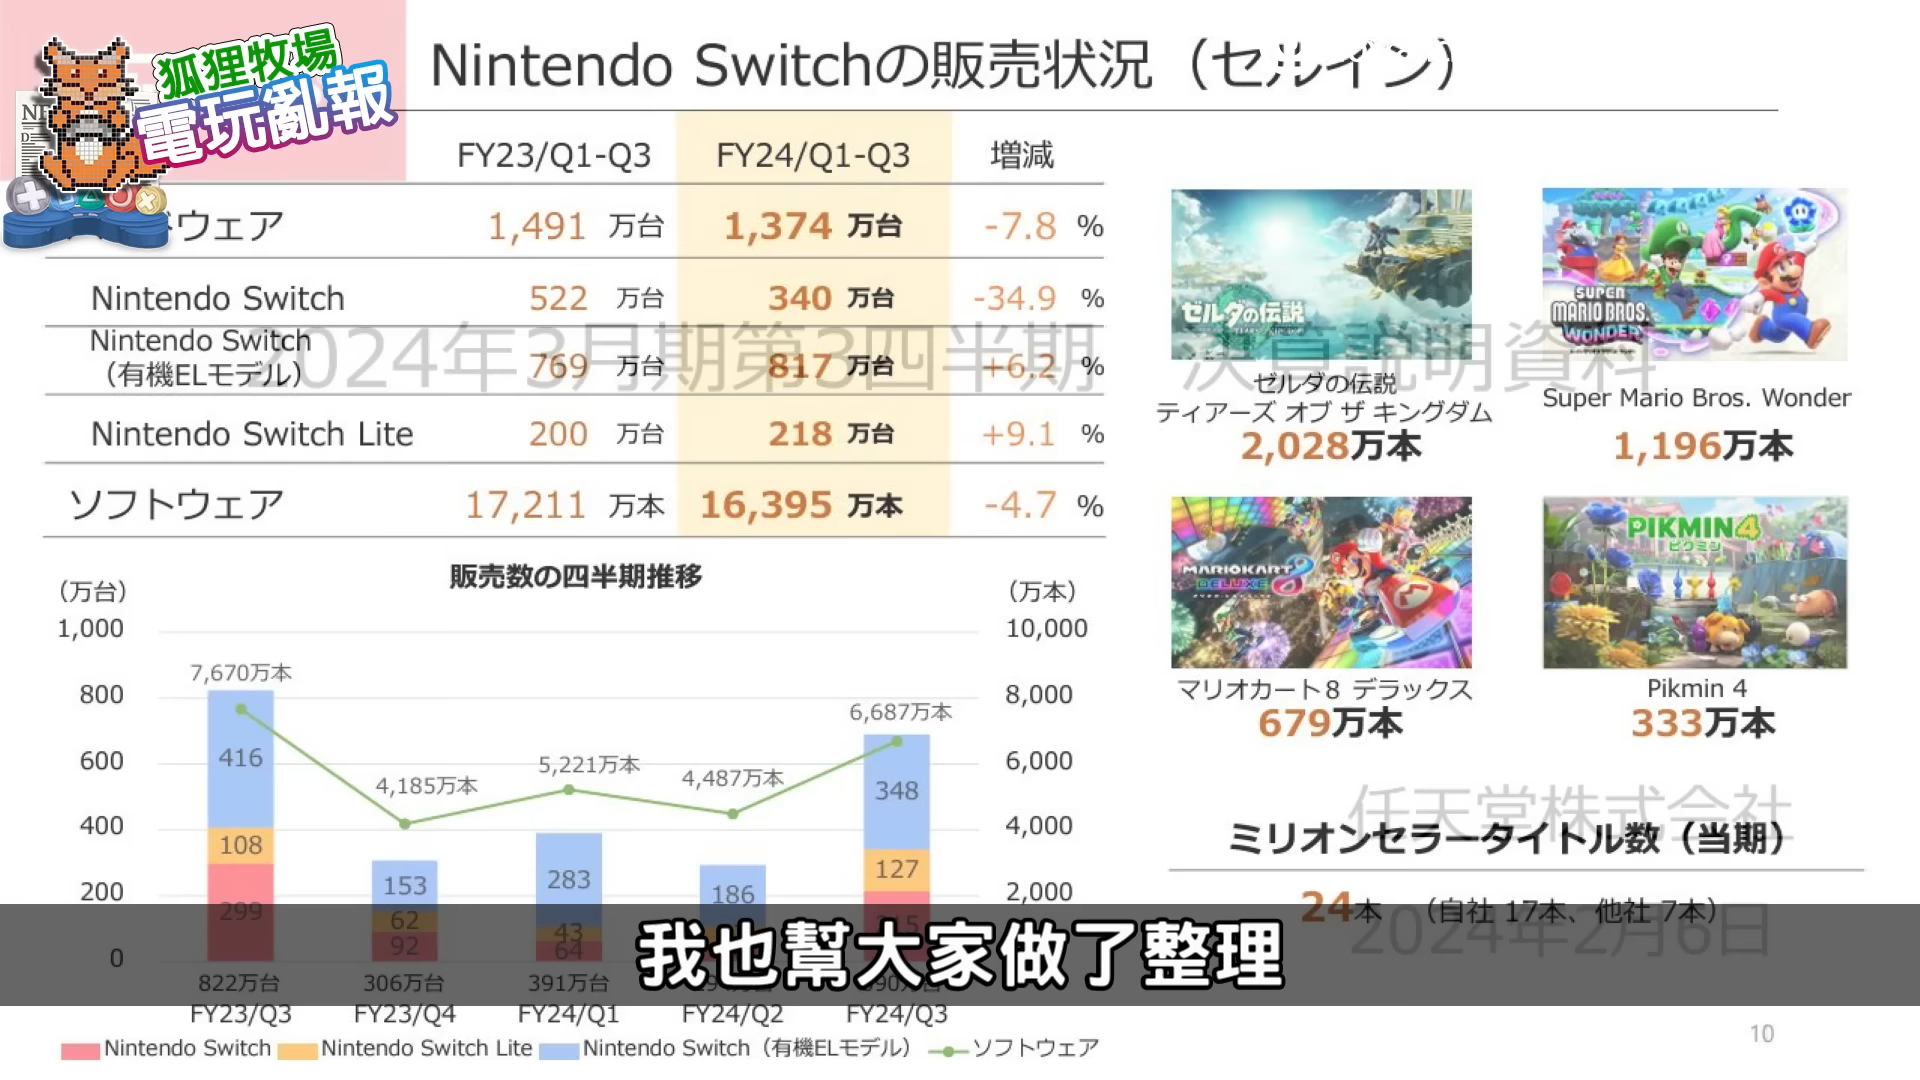 狐狸牧場
電玩亂報
Nintendo Switchの販売状況（セルイン）
FY23/Q1-Q3 FY24/Q1-Q3 増減
ウェア 1,491 万台 1,374 万台 -7.8 %
Nintendo Switch 522 万台 340 万台 -34.9 %
Nintendo Switch
（有機ELモデル） 769 万台 817 万台 +6.2 %
Nintendo Switch Lite 200 万台 218 万台 +9.1 %
ソフトウェア 17,211 万本 16,395 万本 -4.7 %
2024年3月期第3四半期 決算説明資料
ゼルダの伝説
ゼルダの伝説
ティアーズ オブ ザ キングダム
2,028万本
SUPER
MARIO BROS.
WONDER
Super Mario Bros. Wonder
1,196万本
MARIOKART 8
DELUXE
マリオカート8 デラックス
679万本
PIKMIN 4
ピクミン
Pikmin 4
333万本
任天堂株式会社
ミリオンセラータイトル数（当期）
24本 （自社 17本、他社 7本）
2024年2月6日
販売数の四半期推移
（万台） （万本）
1,000 10,000
800 8,000
600 6,000
400 4,000
200 2,000
0
7,670万本 4,185万本 5,221万本 4,487万本 6,687万本
416 153 283 186 348
108 62 43 127
299 92 64
822万台 306万台 391万台
FY23/Q3 FY23/Q4 FY24/Q1 FY24/Q2 FY24/Q3
Nintendo Switch Nintendo Switch Lite Nintendo Switch（有機ELモデル） ソフトウェア
我也幫大家做了整理
10